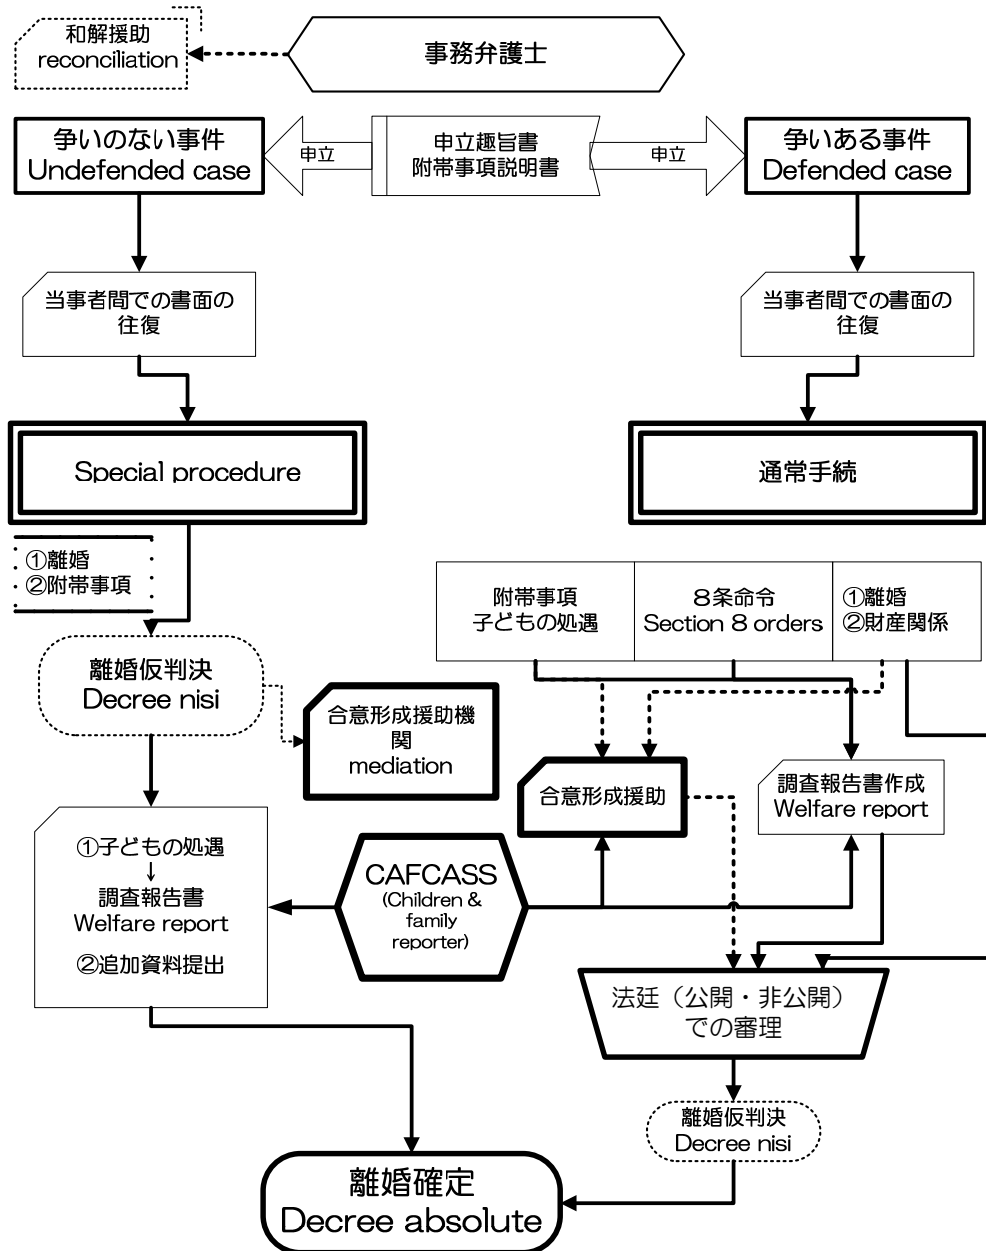 和解援助
reconciliation
事務弁護士
争いのない事件
Undefended case
申立
申立趣旨書
附帯事項説明書
申立
争いある事件
Defended case
当事者間での書面の
往復
当事者間での書面の
往復
Special procedure
通常手続
①離婚
②附帯事項
附帯事項
子どもの処遇
8条命令
Section 8 orders
①離婚
②財産関係
離婚仮判決
Decree nisi
合意形成援助機
関
mediation
合意形成援助
調査報告書作成
Welfare report
①子どもの処遇
↓
調査報告書
Welfare report
②追加資料提出
CAFCASS
(Children &
family
reporter)
法廷（公開・非公開）
での審理
離婚仮判決
Decree nisi
離婚確定
Decree absolute